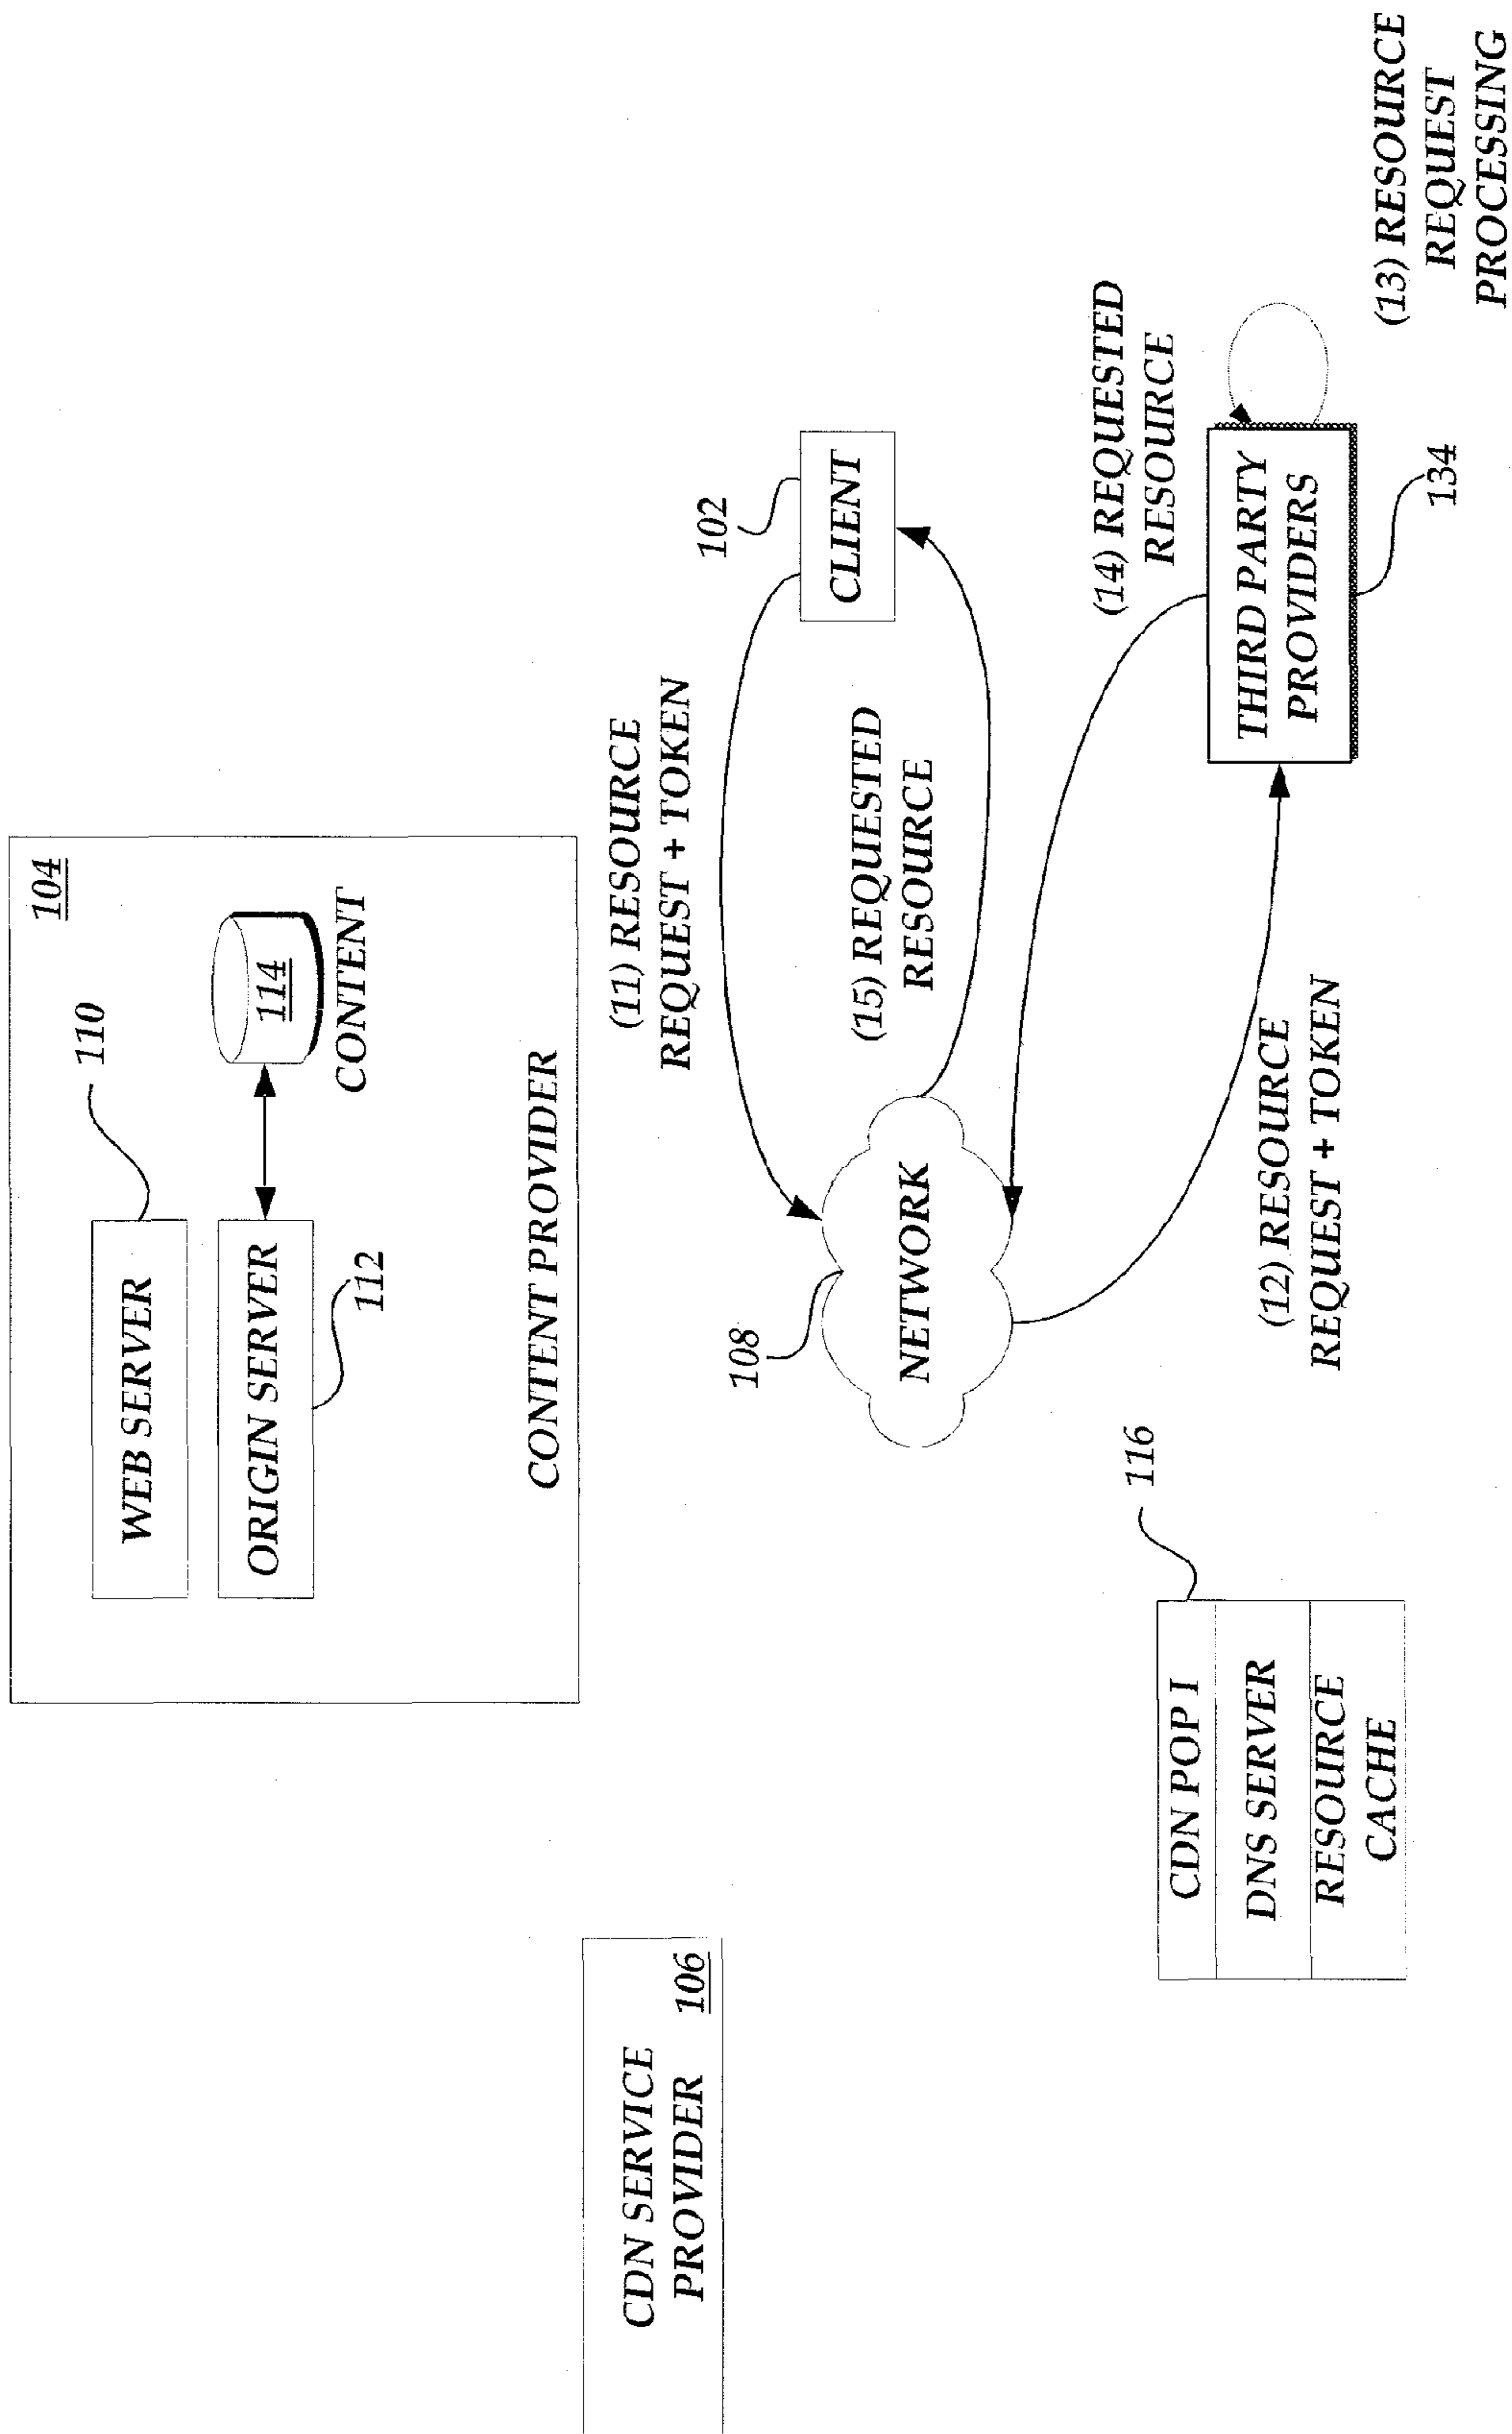 104
WEB SERVER
110
ORIGIN SERVER
112
114
CONTENT
CONTENT PROVIDER
CDN SERVICE
PROVIDER
106
(11) RESOURCE
REQUEST + TOKEN
102
CLIENT
108
NETWORK
(15) REQUESTED
RESOURCE
(14) REQUESTED
RESOURCE
116
CDN POP I
DNS SERVER
RESOURCE
CACHE
(12) RESOURCE
REQUEST + TOKEN
THIRD PARTY
PROVIDERS
134
(13) RESOURCE
REQUEST
PROCESSING